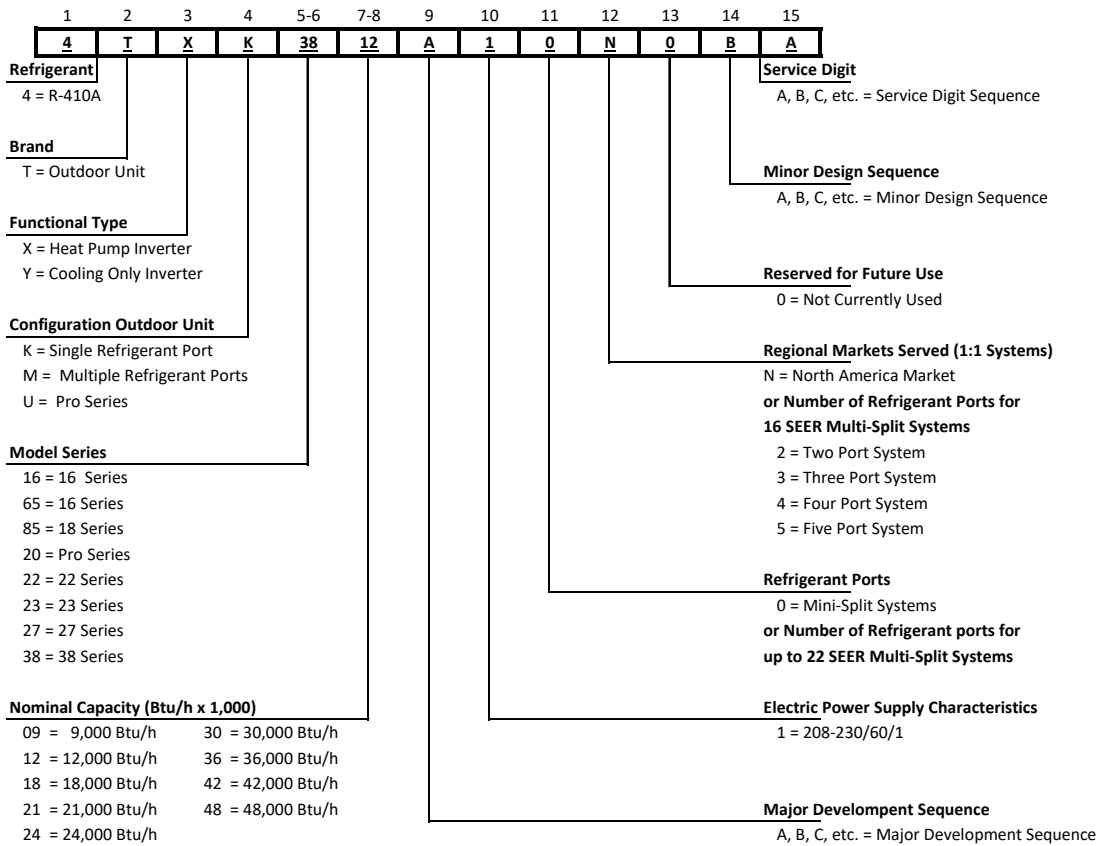 1 2 3 4 5-6 7-8 9 10 11 12 13 14 15
4 T X K 38 12 A 1 0 N 0 B A
Refrigerant
4 = R-410A
Brand
T = Outdoor Unit
Functional Type
X = Heat Pump Inverter
Y = Cooling Only Inverter
Configuration Outdoor Unit
K = Single Refrigerant Port
M = Multiple Refrigerant Ports
U = Pro Series
Model Series
16 = 16 Series
65 = 16 Series
85 = 18 Series
20 = Pro Series
22 = 22 Series
23 = 23 Series
27 = 27 Series
38 = 38 Series
Nominal Capacity (Btu/h x 1,000)
09 = 9,000 Btu/h 30 = 30,000 Btu/h
12 = 12,000 Btu/h 36 = 36,000 Btu/h
18 = 18,000 Btu/h 42 = 42,000 Btu/h
21 = 21,000 Btu/h 48 = 48,000 Btu/h
24 = 24,000 Btu/h
Service Digit
A, B, C, etc. = Service Digit Sequence
Minor Design Sequence
A, B, C, etc. = Minor Design Sequence
Reserved for Future Use
0 = Not Currently Used
Regional Markets Served (1:1 Systems)
N = North America Market
or Number of Refrigerant Ports for
16 SEER Multi-Split Systems
2 = Two Port System
3 = Three Port System
4 = Four Port System
5 = Five Port System
Refrigerant Ports
0 = Mini-Split Systems
or Number of Refrigerant ports for
up to 22 SEER Multi-Split Systems
Electric Power Supply Characteristics
1 = 208-230/60/1
Major Develompent Sequence
A, B, C, etc. = Major Development Sequence